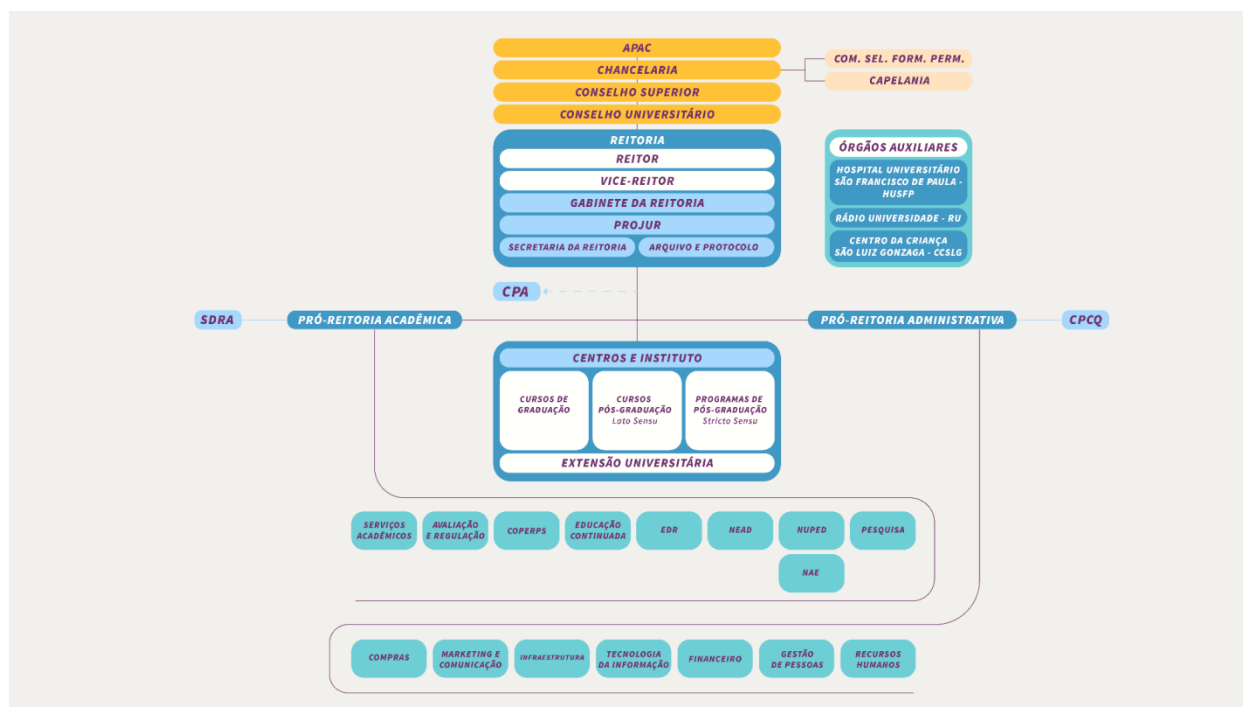 APAC
CHANCELARIA
CONSELHO SUPERIOR
CONSELHO UNIVERSITÁRIO
COM. SEL. FORM. PERM.
CAPELANIA
REITORIA
REITOR
VICE-REITOR
GABINETE DA REITORIA
PROJUR
SECRETARIA DA REITORIA
ARQUIVO E PROTOCOLO
ÓRGÃOS AUXILIARES
HOSPITAL UNIVERSITÁRIO
SÃO FRANCISCO DE PAULA -
HUSFP
RÁDIO UNIVERSIDADE - RU
CENTRO DA CRIANÇA
SÃO LUIZ GONZAGA - CCSLG
CPA
SDRA
PRÓ-REITORIA ACADÊMICA
PRÓ-REITORIA ADMINISTRATIVA
CPCQ
CENTROS E INSTITUTO
CURSOS DE
GRADUAÇÃO
CURSOS
PÓS-GRADUAÇÃO
Lato Sensu
PROGRAMAS DE
PÓS-GRADUAÇÃO
Stricto Sensu
EXTENSÃO UNIVERSITÁRIA
SERVIÇOS
ACADÊMICOS
AVALIAÇÃO
E REGULAÇÃO
COPERPS
EDUCAÇÃO
CONTINUADA
EDR
NEAD
NUPED
PESQUISA
NAE
COMPRAS
MARKETING E
COMUNICAÇÃO
INFRAESTRUTURA
TECNOLOGIA
DA INFORMAÇÃO
FINANCEIRO
GESTÃO
DE PESSOAS
RECURSOS
HUMANOS